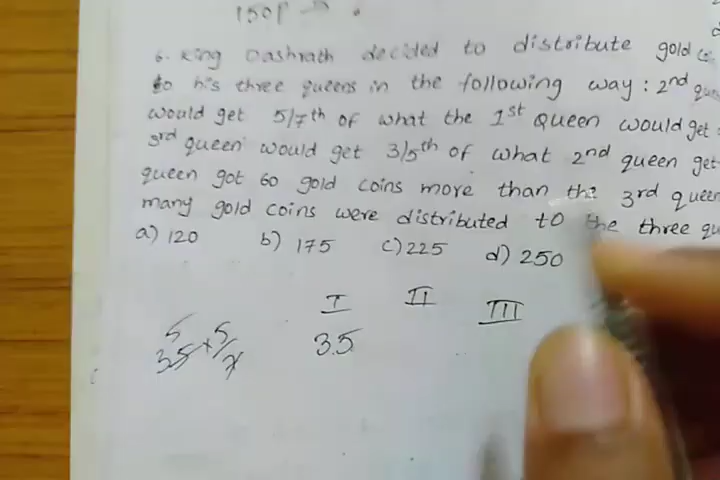 150P
6. King Dashrath decided to distribute gold
to his three queens in the following way: 2nd
would get 5/7th of what the 1st Queen would get
3rd queen would get 3/5th of what 2nd queen get
queen got 60 gold coins more than the 3rd queen
many gold coins were distributed to the three
a) 120 b) 175 c) 225 d) 250
I II III
5
35 × 5/7 35